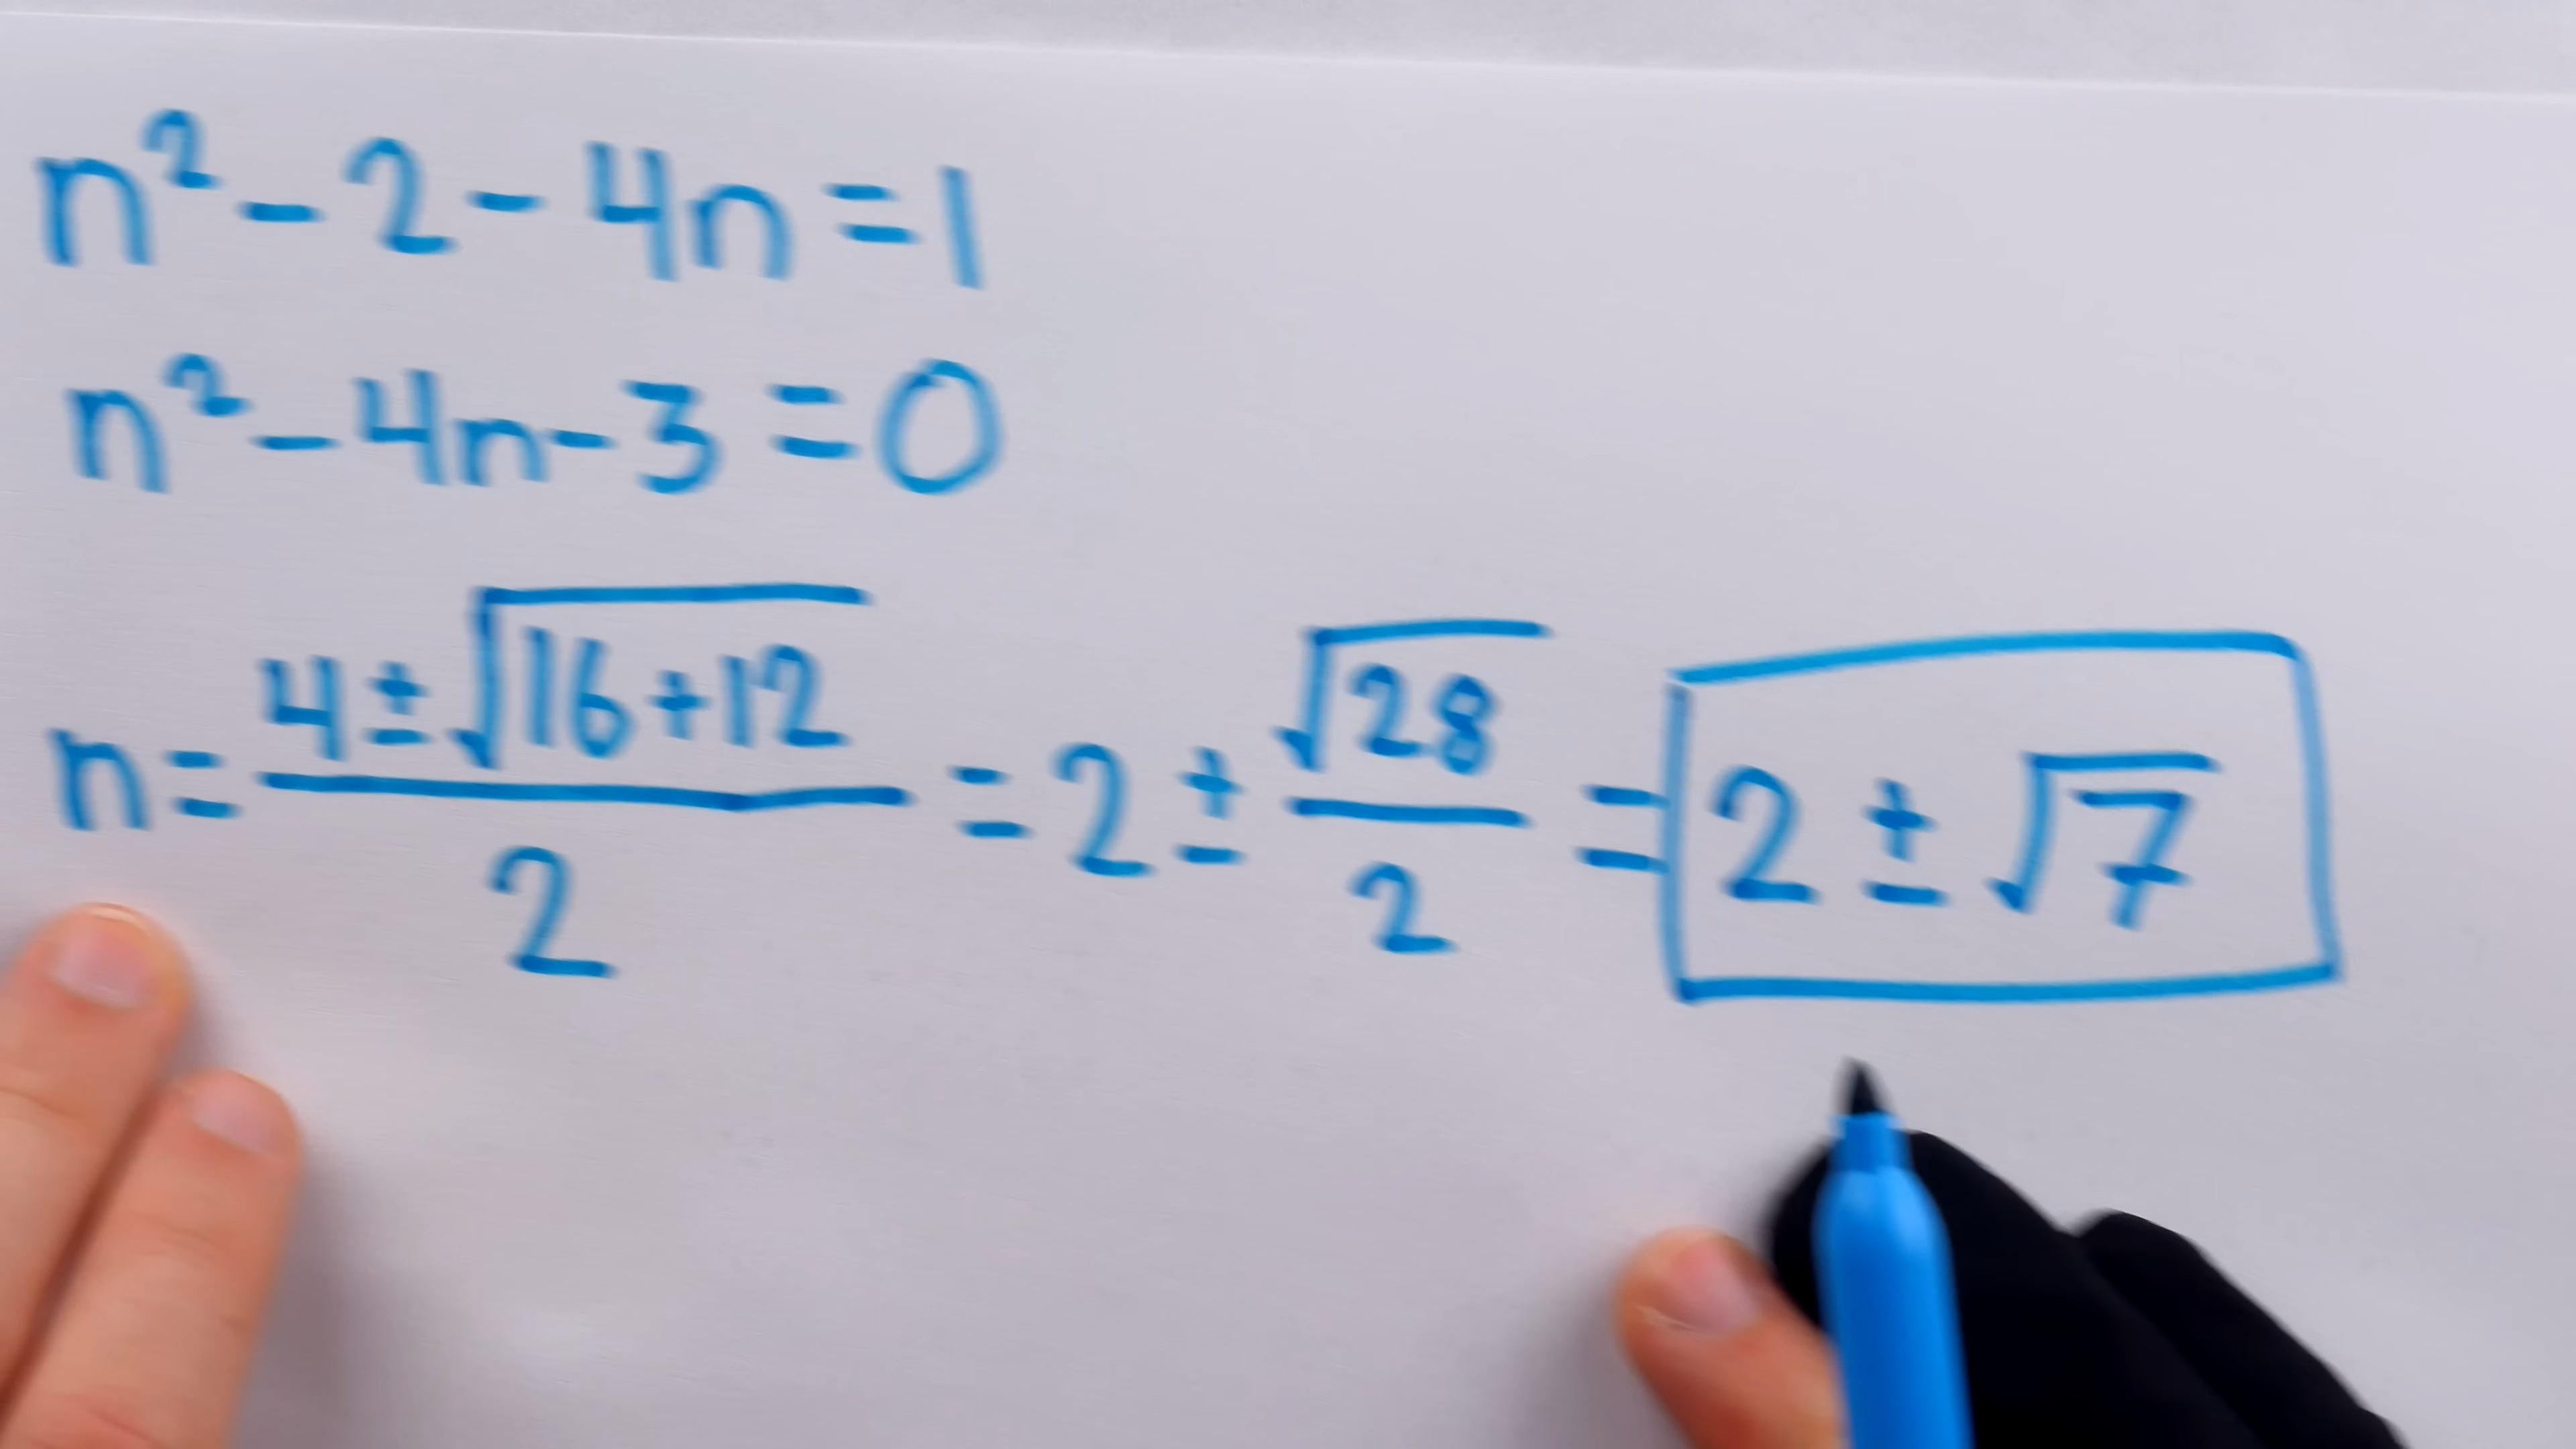 n² - 2 - 4n = 1
n² - 4n - 3 = 0
n = (4 ± √(16 + 12)) / 2 = 2 ± √28 / 2 = 2 ± √7